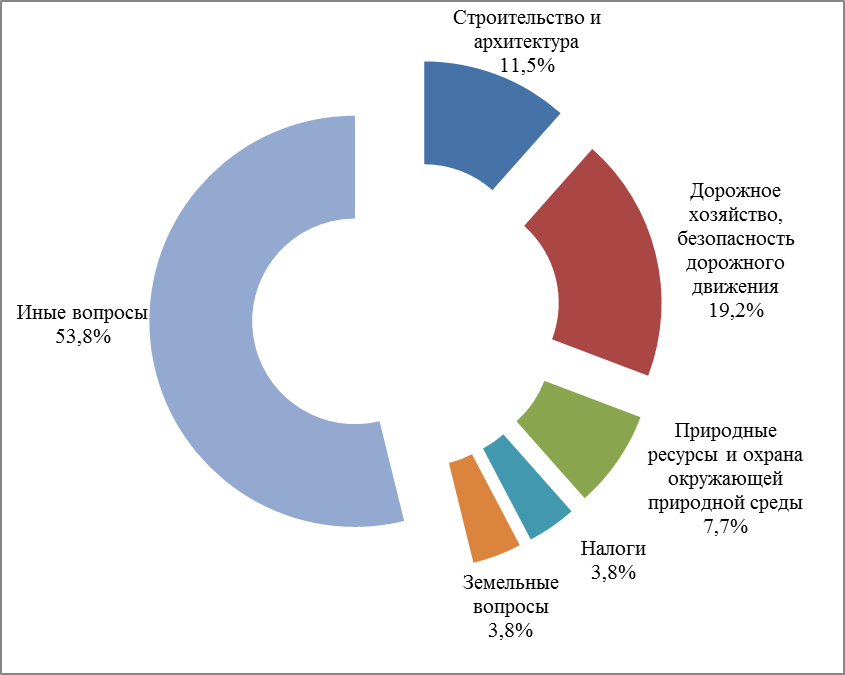 Строительство и
архитектура
11,5%
Дорожное
хозяйство,
безопасность
дорожного
движения
19,2%
Природные
ресурсы и охрана
окружающей
природной среды
7,7%
Налоги
3,8%
Земельные
вопросы
3,8%
Иные вопросы
53,8%